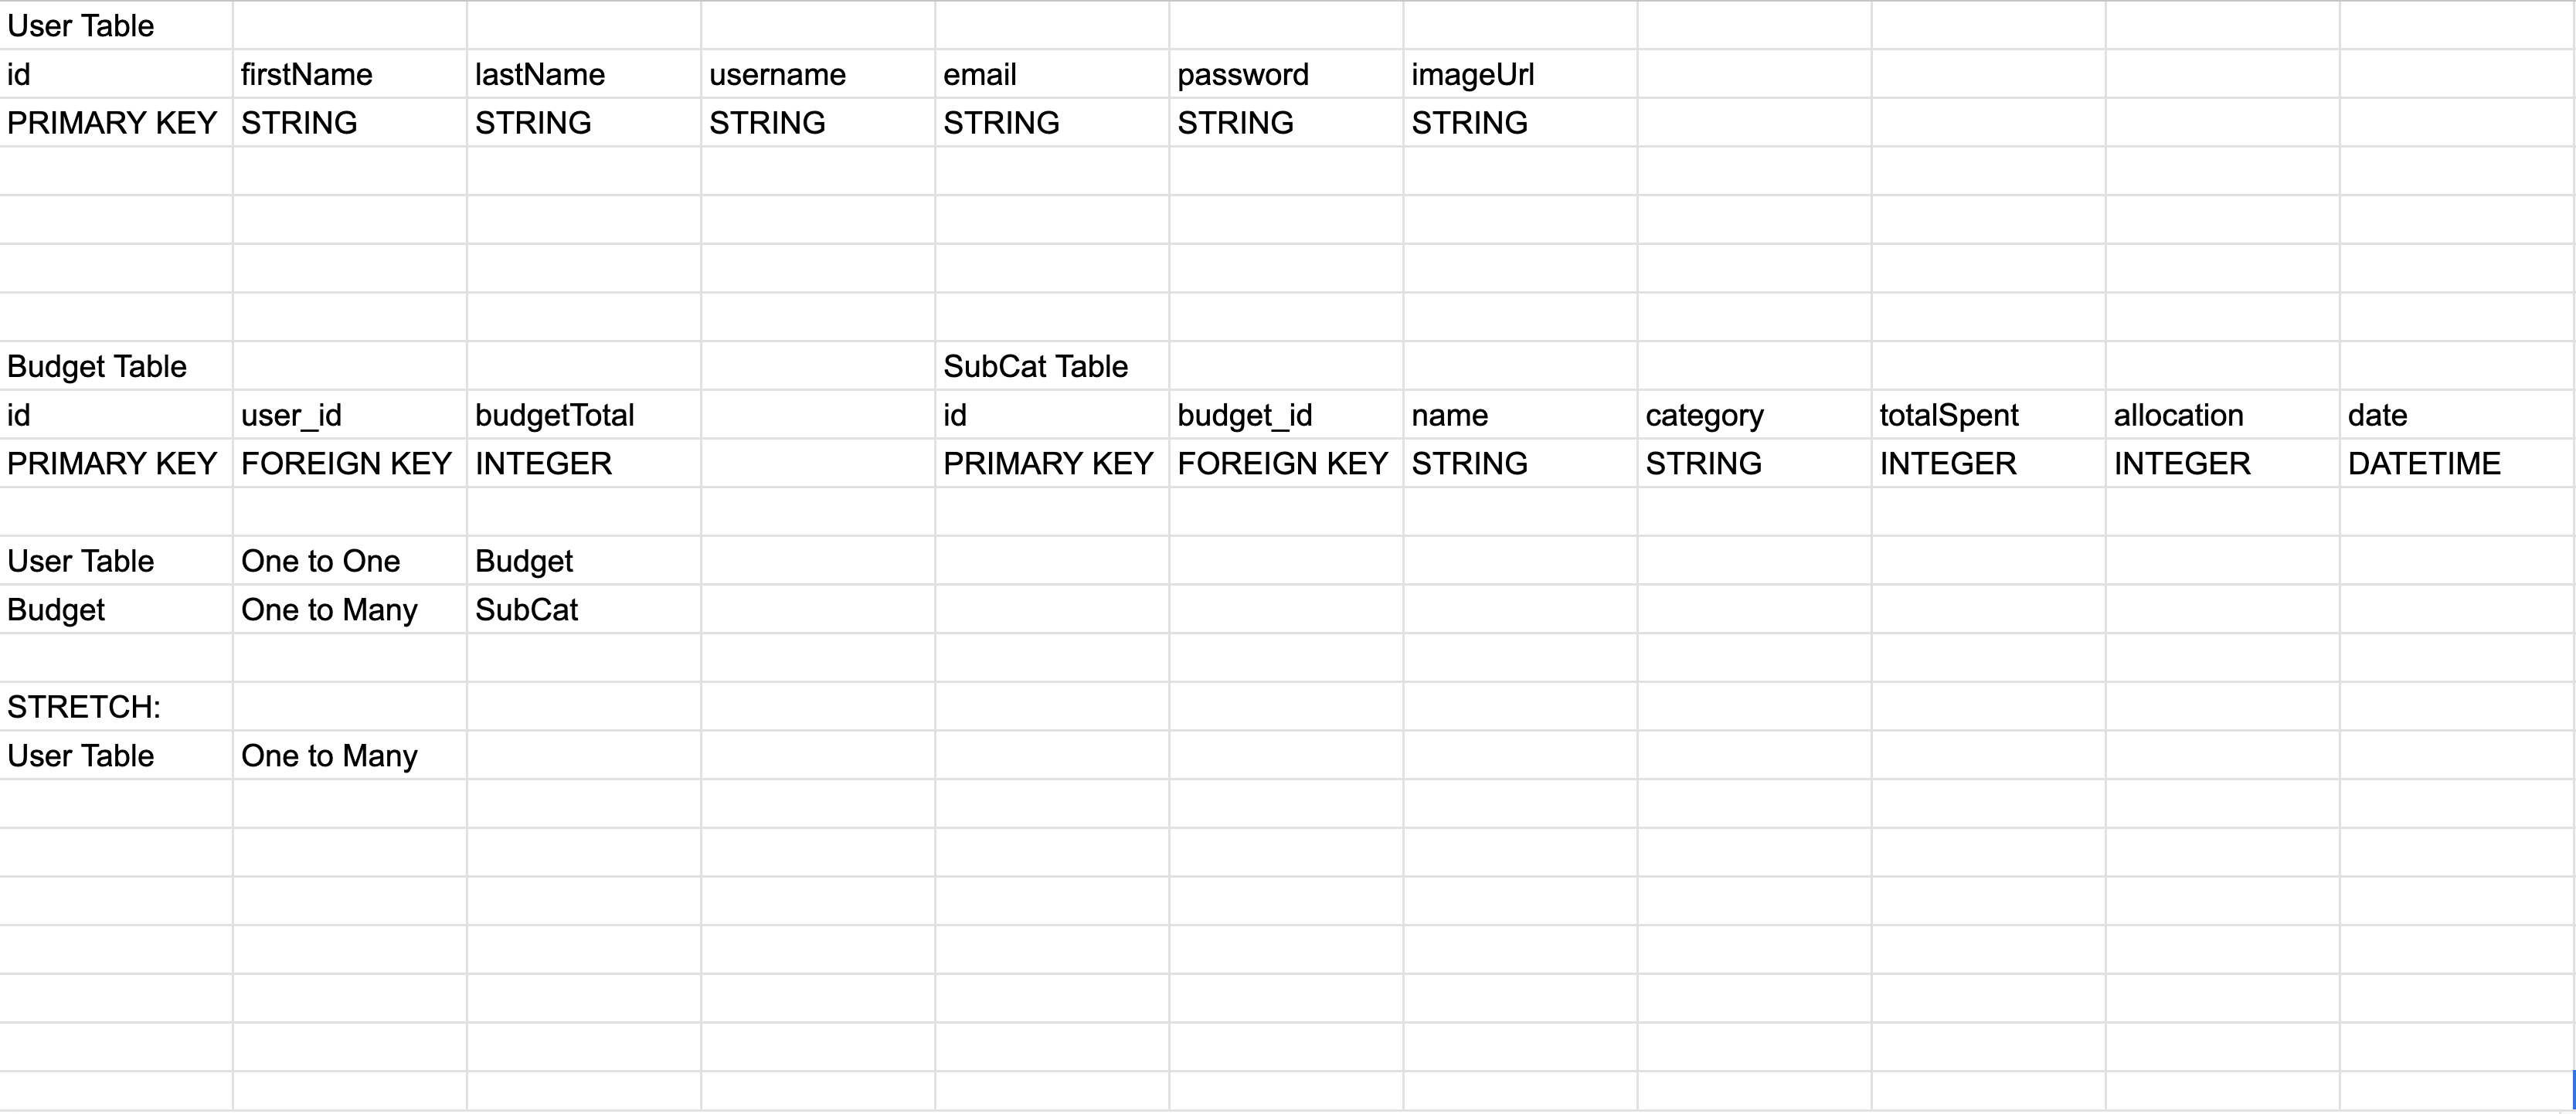 User Table
id firstName lastName username email password imageUrl
PRIMARY KEY STRING STRING STRING STRING STRING STRING
Budget Table SubCat Table
id user_id budgetTotal id budget_id name category totalSpent allocation date
PRIMARY KEY FOREIGN KEY INTEGER PRIMARY KEY FOREIGN KEY STRING STRING INTEGER INTEGER DATETIME
User Table One to One Budget
Budget One to Many SubCat
STRETCH:
User Table One to Many